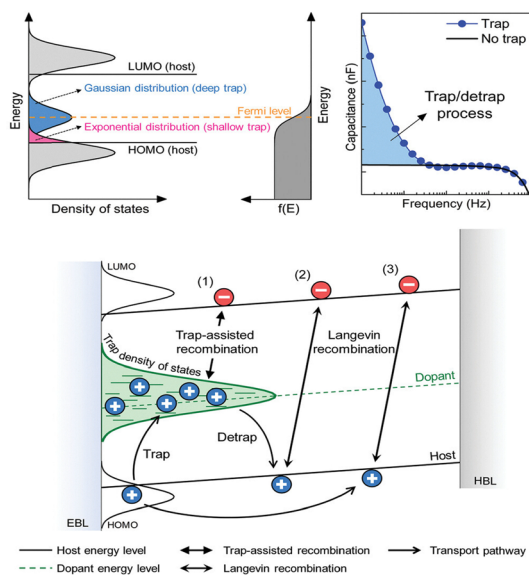 LUMO (host)
Gaussian distribution (deep trap)
Fermi level
Exponential distribution (shallow trap)
HOMO (host)
Energy
Density of states
Energy
f(E)
Trap
No trap
Trap/detrap
process
Capacitance (nF)
Frequency (Hz)
LUMO
(1)
(2)
(3)
Trap-assisted
recombination
Langevin
recombination
Trap density of states
Dopant
Trap
Detrap
Host
EBL
HOMO
HBL
Host energy level
Trap-assisted recombination
Transport pathway
Dopant energy level
Langevin recombination